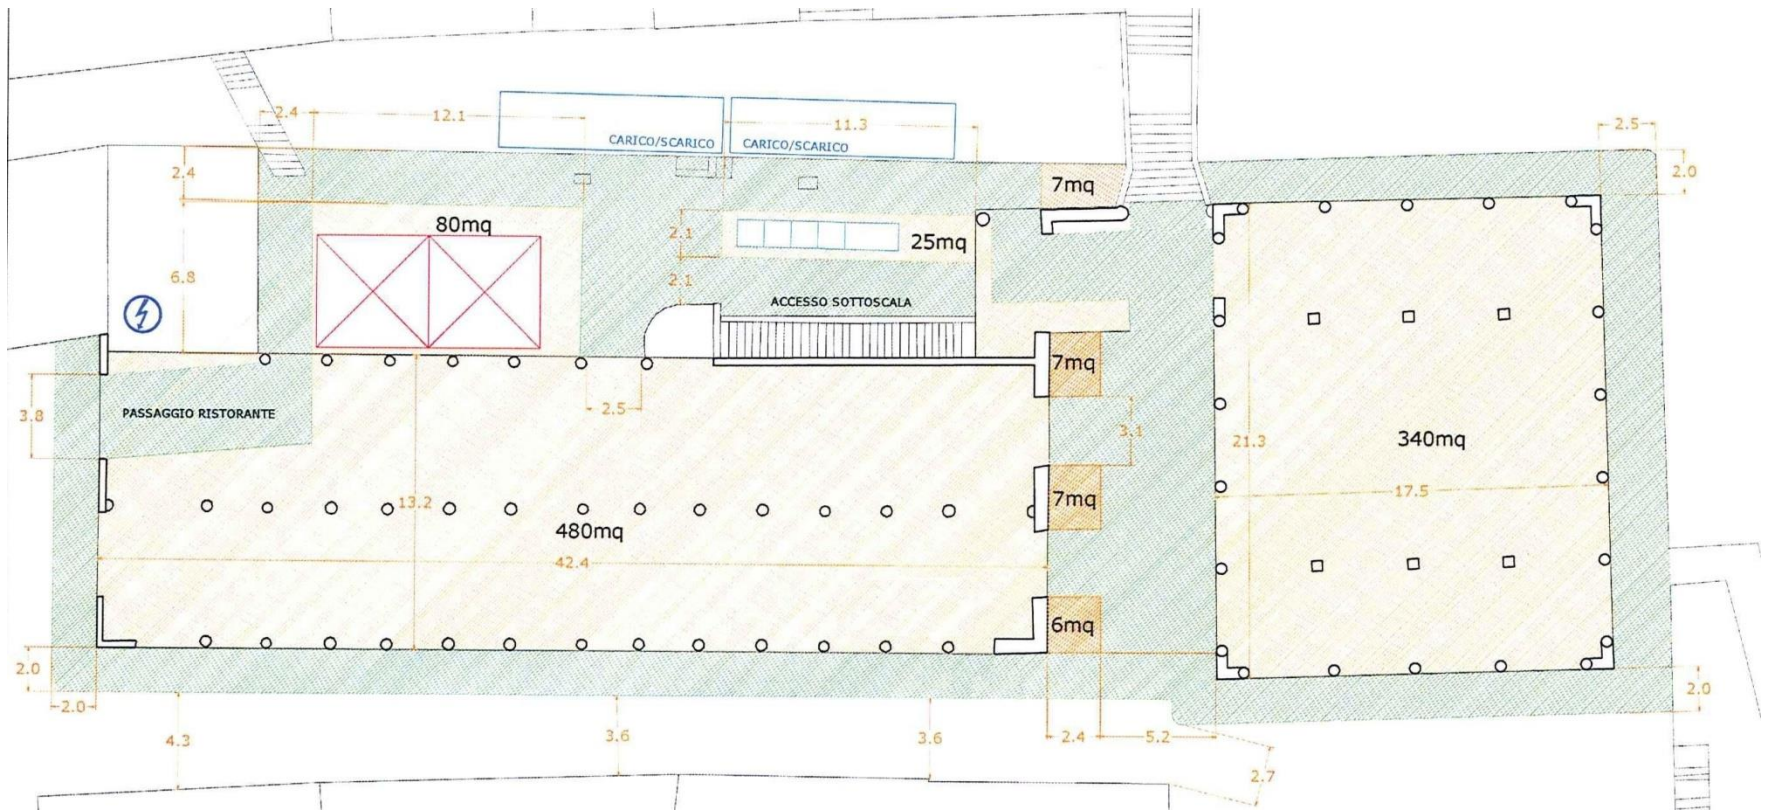 2.4
12.1
11.3
2.5
CARICO/SCARICO
CARICO/SCARICO
2.0
2.4
7mq
80mq
2.1
25mq
6.8
2.1
ACCESSO SOTTOSCALA
7mq
3.8
PASSAGGIO RISTORANTE
2.5
3.1
21.3
340mq
13.2
7mq
17.5
480mq
42.4
6mq
2.0
2.0
2.0
4.3
3.6
3.6
2.4
5.2
2.7